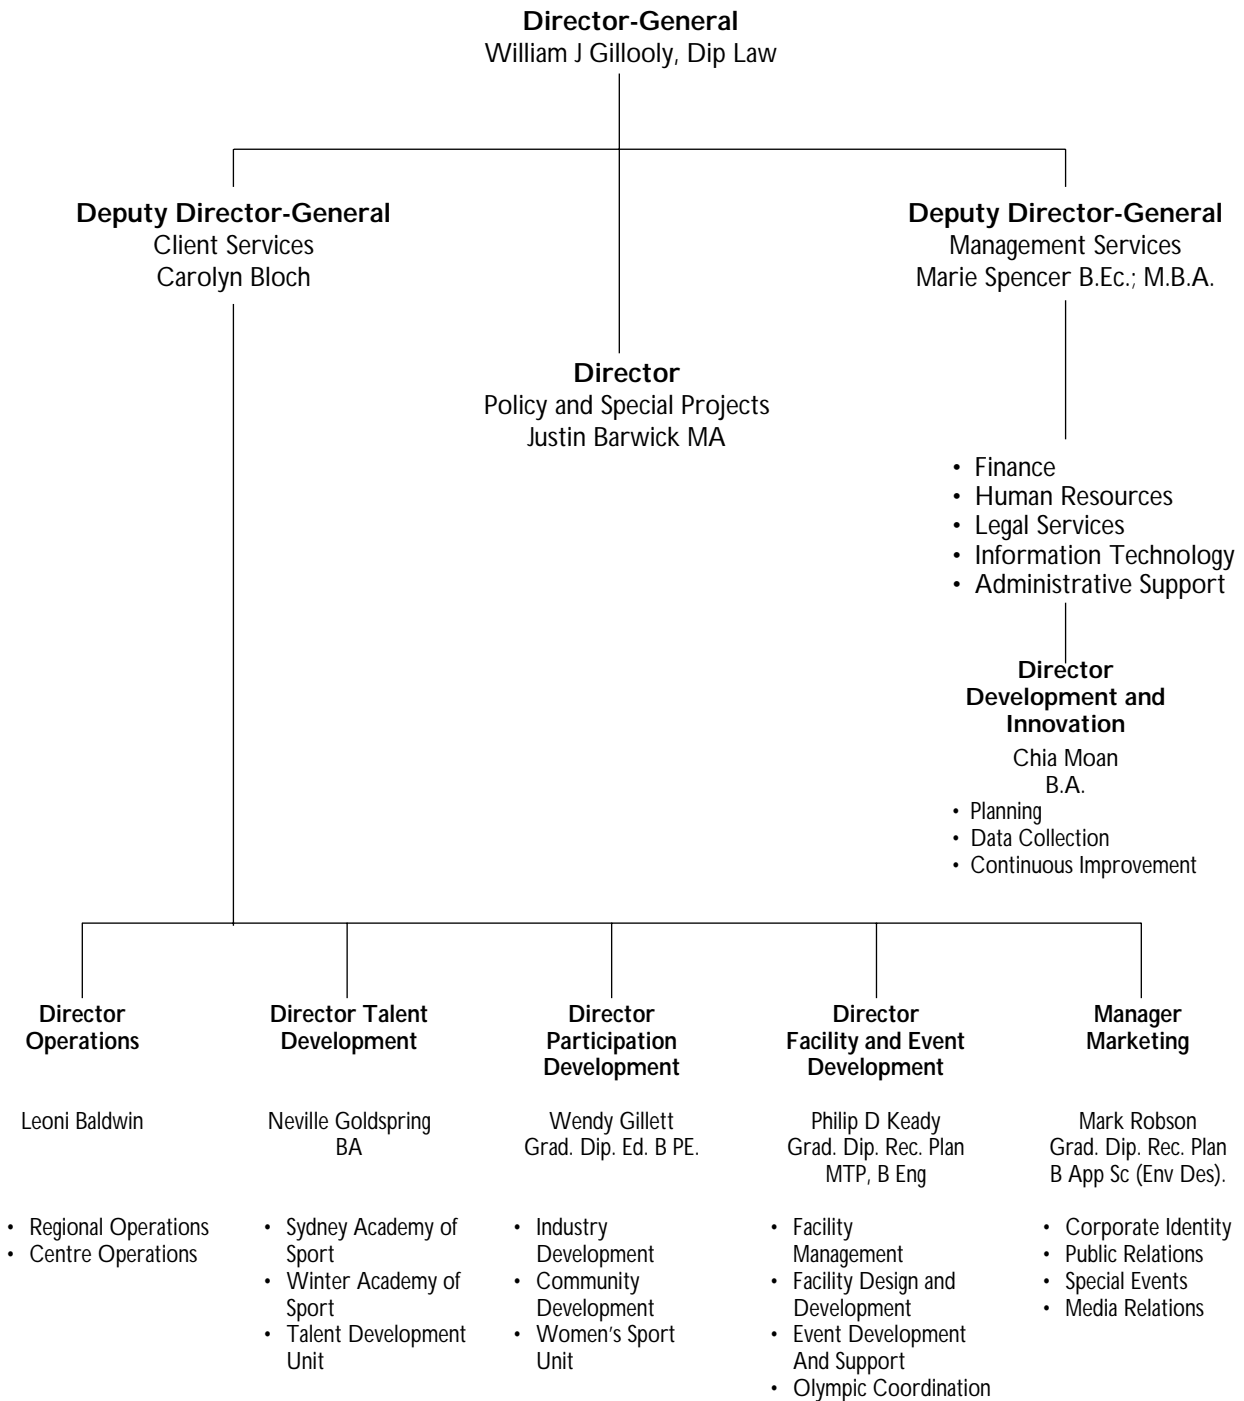 Director-General
William J Gillooly, Dip Law
Deputy Director-General
Client Services
Carolyn Bloch
Deputy Director-General
Management Services
Marie Spencer B.Ec.; M.B.A.
Director
Policy and Special Projects
Justin Barwick MA
• Finance
• Human Resources
• Legal Services
• Information Technology
• Administrative Support
Director
Development and
Innovation
Chia Moan
B.A.
• Planning
• Data Collection
• Continuous Improvement
Director
Operations
Leoni Baldwin
• Regional Operations
• Centre Operations
Director Talent
Development
Neville Goldspring
BA
• Sydney Academy of
Sport
• Winter Academy of
Sport
• Talent Development
Unit
Director
Participation
Development
Wendy Gillett
Grad. Dip. Ed. B PE.
• Industry
Development
• Community
Development
• Women's Sport
Unit
Director
Facility and Event
Development
Philip D Keady
Grad. Dip. Rec. Plan
MTP, B Eng
• Facility
Management
• Facility Design and
Development
• Event Development
And Support
• Olympic Coordination
Manager
Marketing
Mark Robson
Grad. Dip. Rec. Plan
B App Sc (Env Des).
• Corporate Identity
• Public Relations
• Special Events
• Media Relations